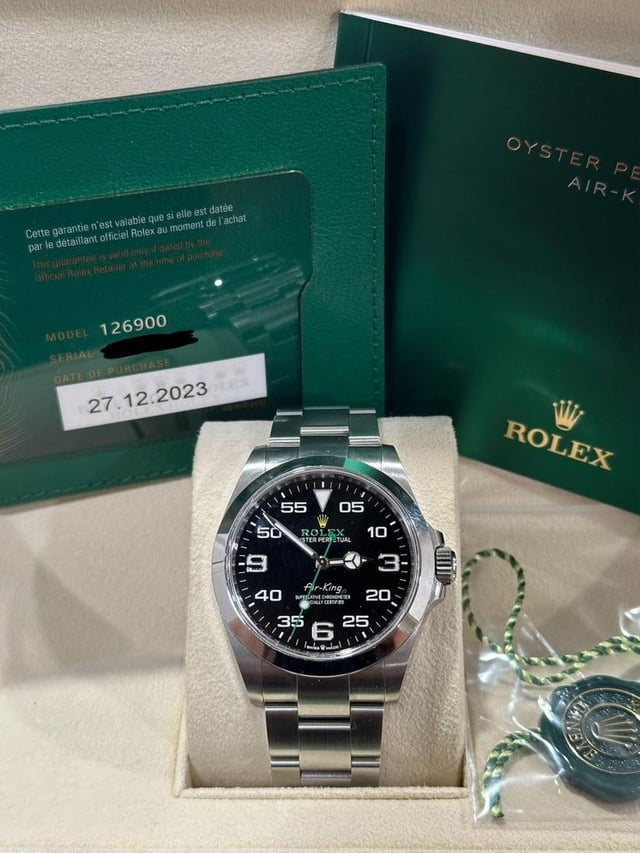 Cette garantie n'est valable que si elle est datée
par le détaillant officiel Rolex au moment de l'achat
This guarantee is valid only if dated by the
official Rolex Retailer at the time of purchase
MODEL 126900
SERIAL
DATE OF PURCHASE
27.12.2023
OYSTER PE
AIR-K
ROLEX
55 05
50 10
9 3
40 20
35 25
6
ROLEX
OYSTER PERPETUAL
Air-King
SUPERLATIVE CHRONOMETER
OFFICIALLY CERTIFIED
SWISS MADE